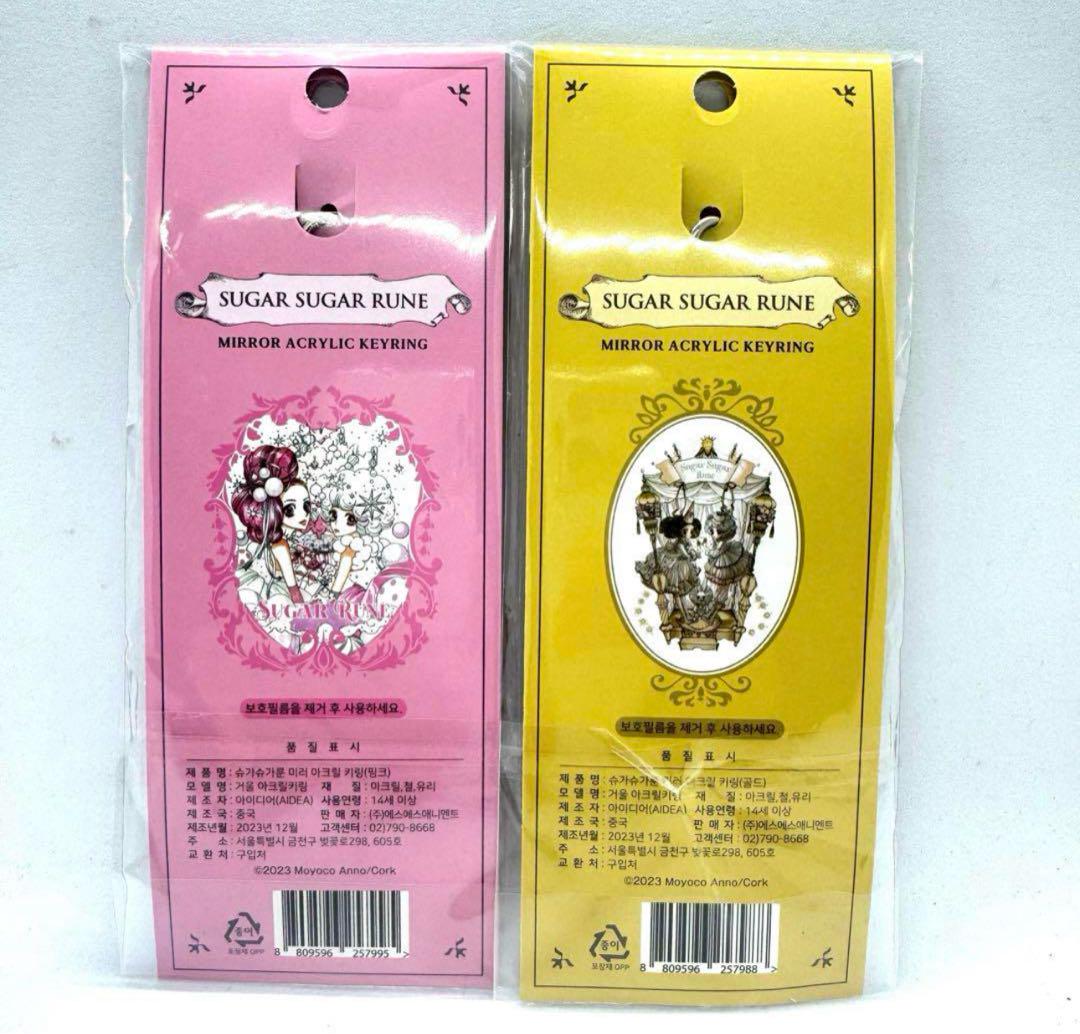 SUGAR SUGAR RUNE
MIRROR ACRYLIC KEYRING
SUGAR RUNE
보호필름을 제거 후 사용하세요.
품 질 표 시
제 품 명 : 슈가슈가룬 미러 아크릴 키링(핑크)
모 델 명 : 거울 아크릴키링 재 질 : 아크릴,철,유리
제 조 자 : 아이디어(AIDEA) 사용연령 : 14세 이상
제 조 국 : 중국 판 매 자 : (주)에스에스애니멘트
제조년월 : 2023년 12월 고객센터 : 02)790-8668
주 소 : 서울특별시 금천구 벚꽃로298, 605호
교 환 처 : 구입처
©2023 Moyoco Anno/Cork
종이
포장재 OPP
8 809596 257995 >
SUGAR SUGAR RUNE
MIRROR ACRYLIC KEYRING
Sugar Sugar
Rune
보호필름을 제거 후 사용하세요.
품 질 표 시
제 품 명 : 슈가슈가룬 미러 아크릴 키링(골드)
모 델 명 : 거울 아크릴키링 재 질 : 아크릴,철,유리
제 조 자 : 아이디어(AIDEA) 사용연령 : 14세 이상
제 조 국 : 중국 판 매 자 : (주)에스에스애니멘트
제조년월 : 2023년 12월 고객센터 : 02)790-8668
주 소 : 서울특별시 금천구 벚꽃로298, 605호
교 환 처 : 구입처
©2023 Moyoco Anno/Cork
종이
포장재 OPP
8 809596 257988 >